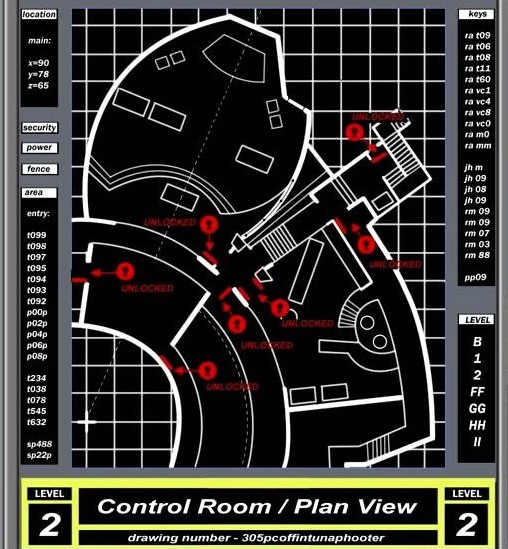 location
main:
x=90
y=78
z=65
security
power
fence
area
entry:
t099
t098
t097
t095
t094
t093
t092
p00p
p02p
p04p
p06p
p08p
t234
t038
t078
t545
t632
sp488
sp22p
UNLOCKED
UNLOCKED
UNLOCKED
UNLOCKED
UNLOCKED
UNLOCKED
UNLOCKED
keys
ra t09
ra t06
ra t08
ra t11
ra t60
ra vc1
ra vc4
ra vc8
ra vc0
ra m0
ra mm
jh m
jh 09
jh 08
jh 09
rm 09
rm 09
rm 07
rm 03
rm 88
pp09
LEVEL
B
1
2
FF
GG
HH
II
LEVEL
2
Control Room / Plan View
drawing number - 305pcoffintunaphooter
LEVEL
2